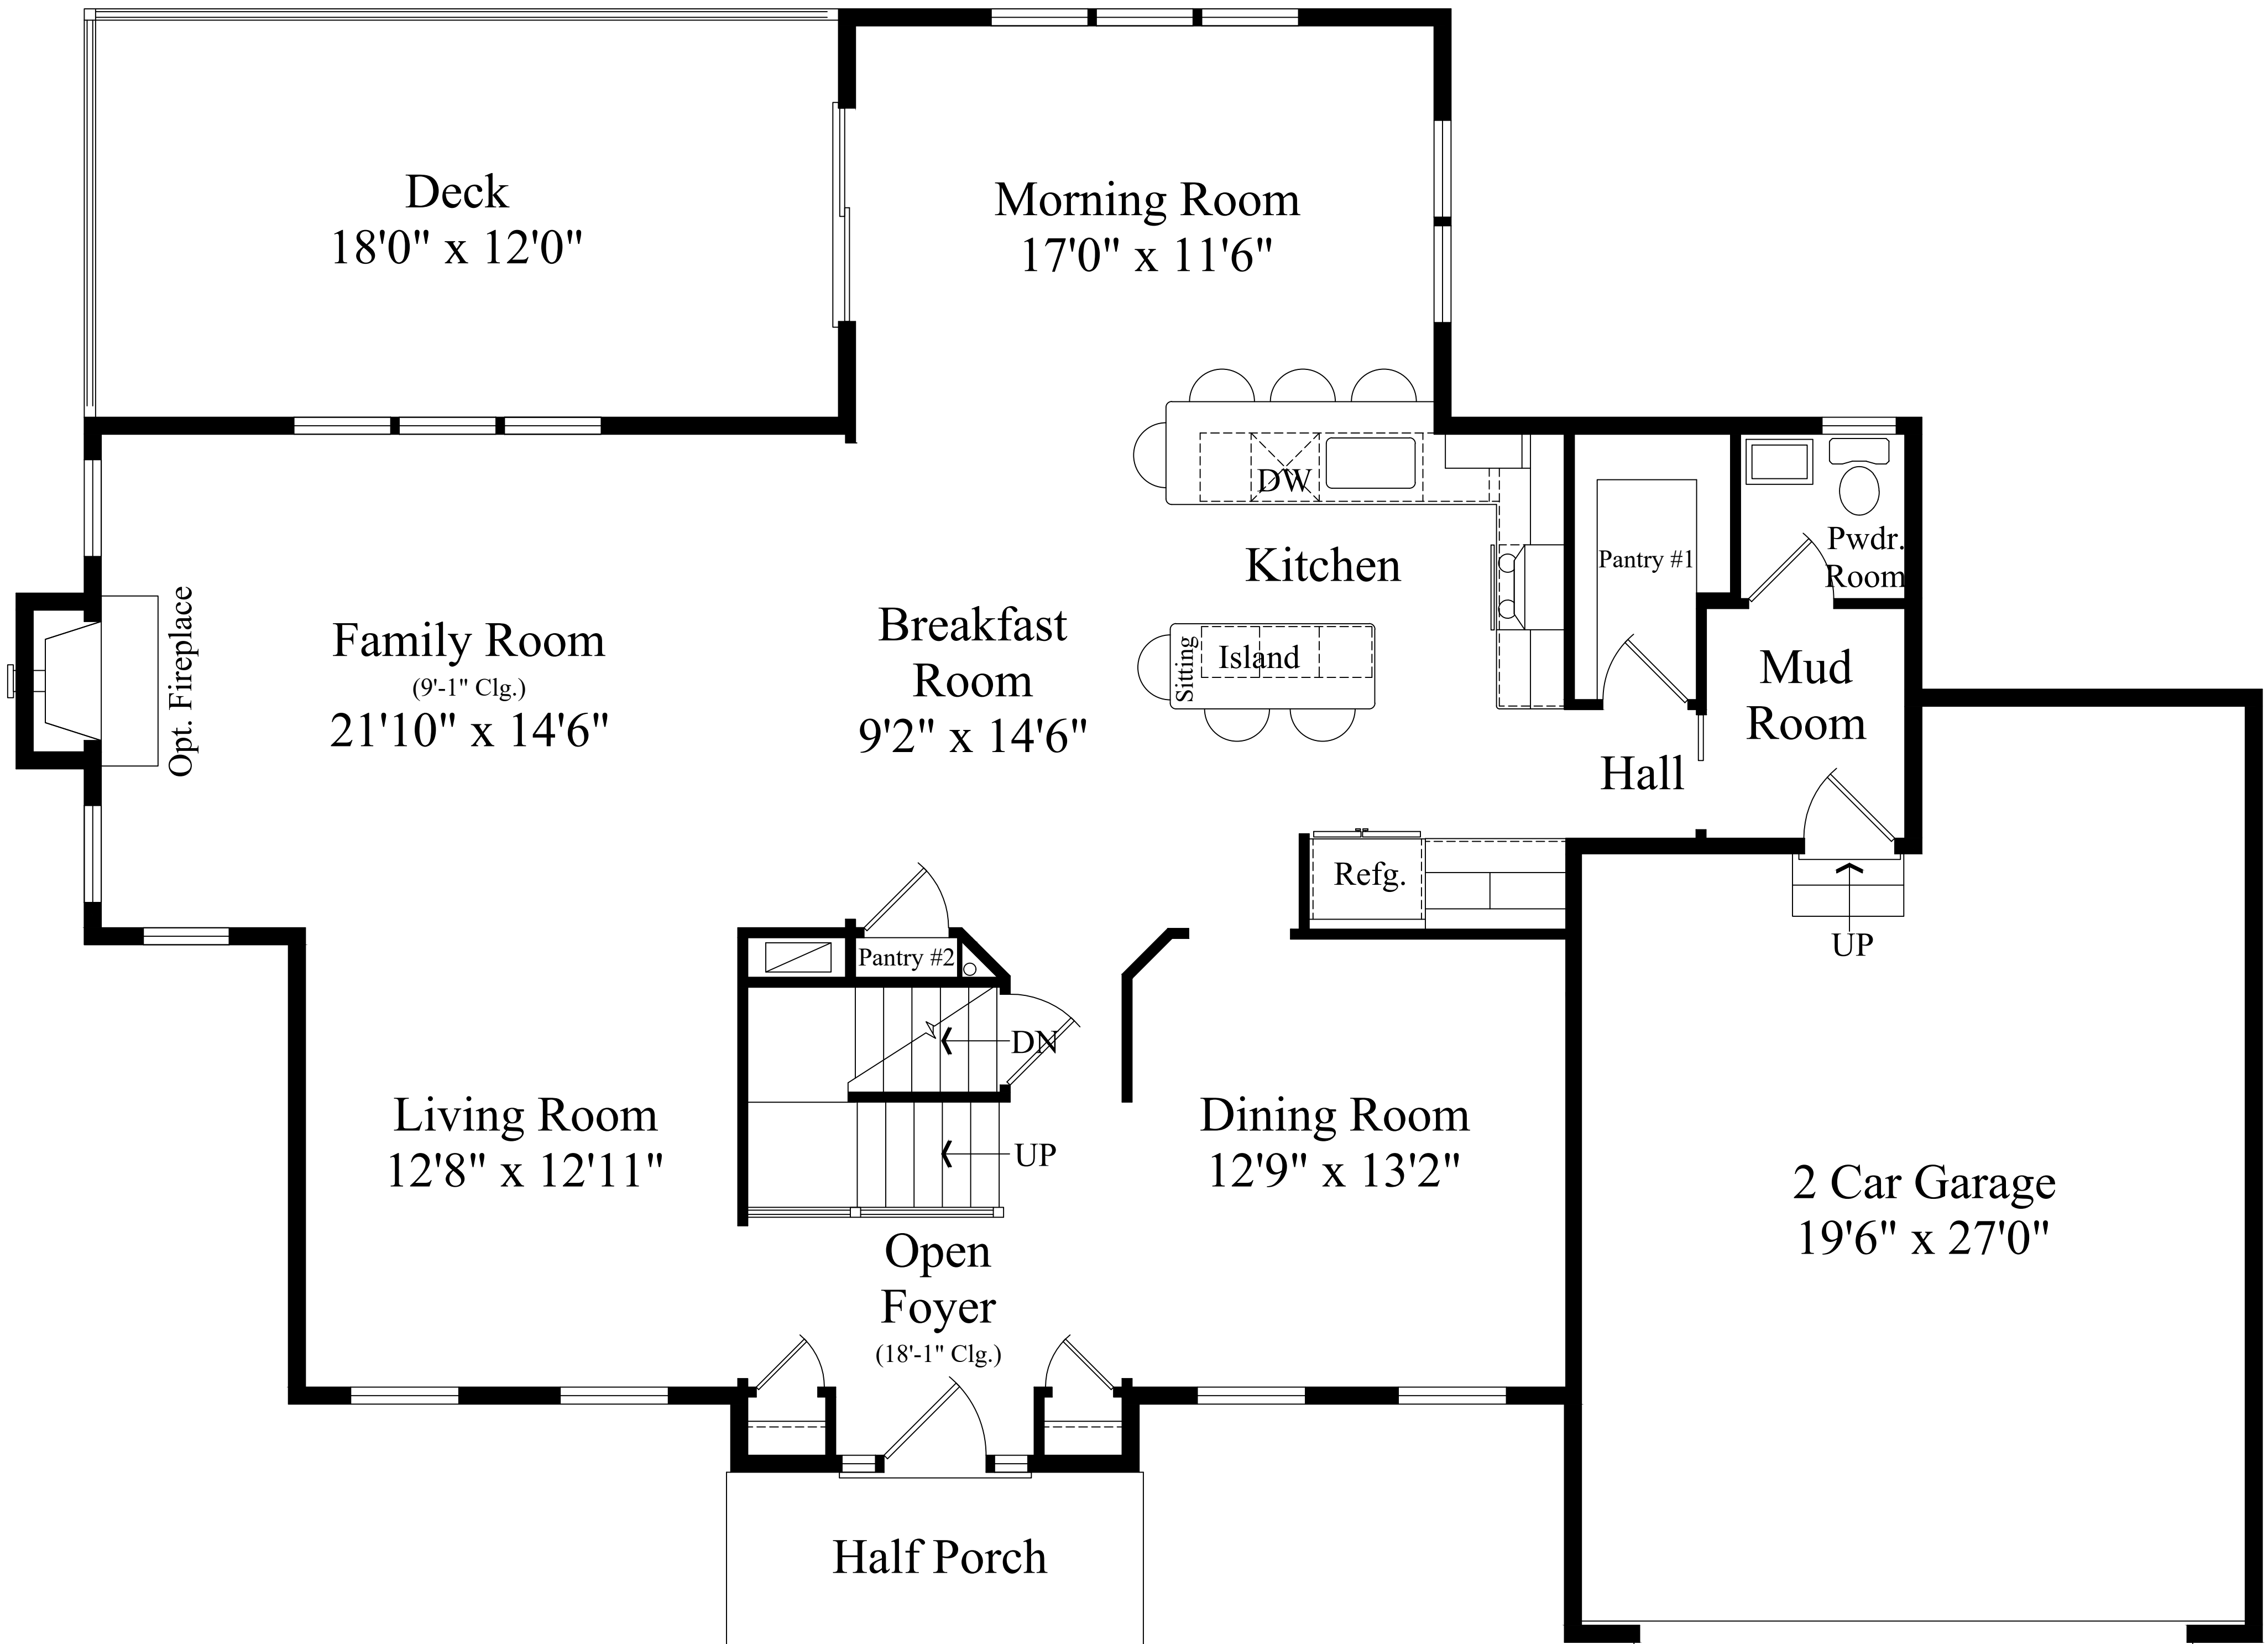 Deck
18'0" x 12'0"
Morning Room
17'0" x 11'6"
DW
Kitchen
Pantry #1
Pwdr.
Room
Family Room
(9'-1" Clg.)
21'10" x 14'6"
Opt. Fireplace
Breakfast
Room
9'2" x 14'6"
Sitting
Island
Mud
Room
Hall
Refg.
UP
Pantry #2
DN
UP
Living Room
12'8" x 12'11"
Dining Room
12'9" x 13'2"
2 Car Garage
19'6" x 27'0"
Open
Foyer
(18'-1" Clg.)
Half Porch